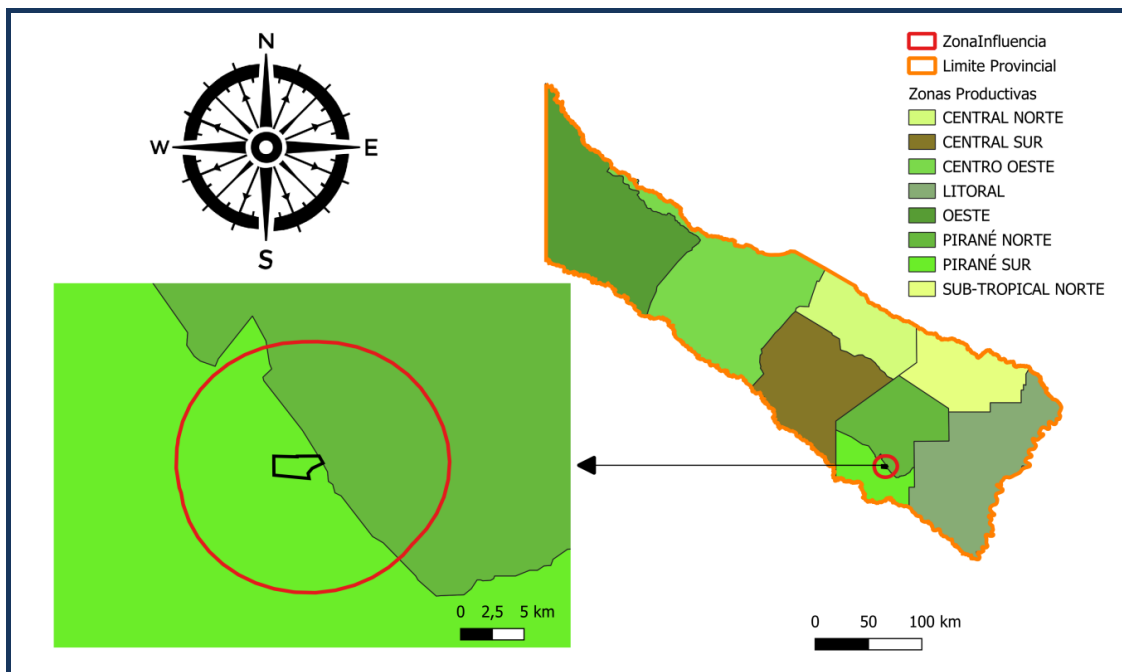 N
W
E
S
ZonaInfluencia
Limite Provincial
Zonas Productivas
CENTRAL NORTE
CENTRAL SUR
CENTRO OESTE
LITORAL
OESTE
PIRANÉ NORTE
PIRANÉ SUR
SUB-TROPICAL NORTE
0 2,5 5 km
0 50 100 km